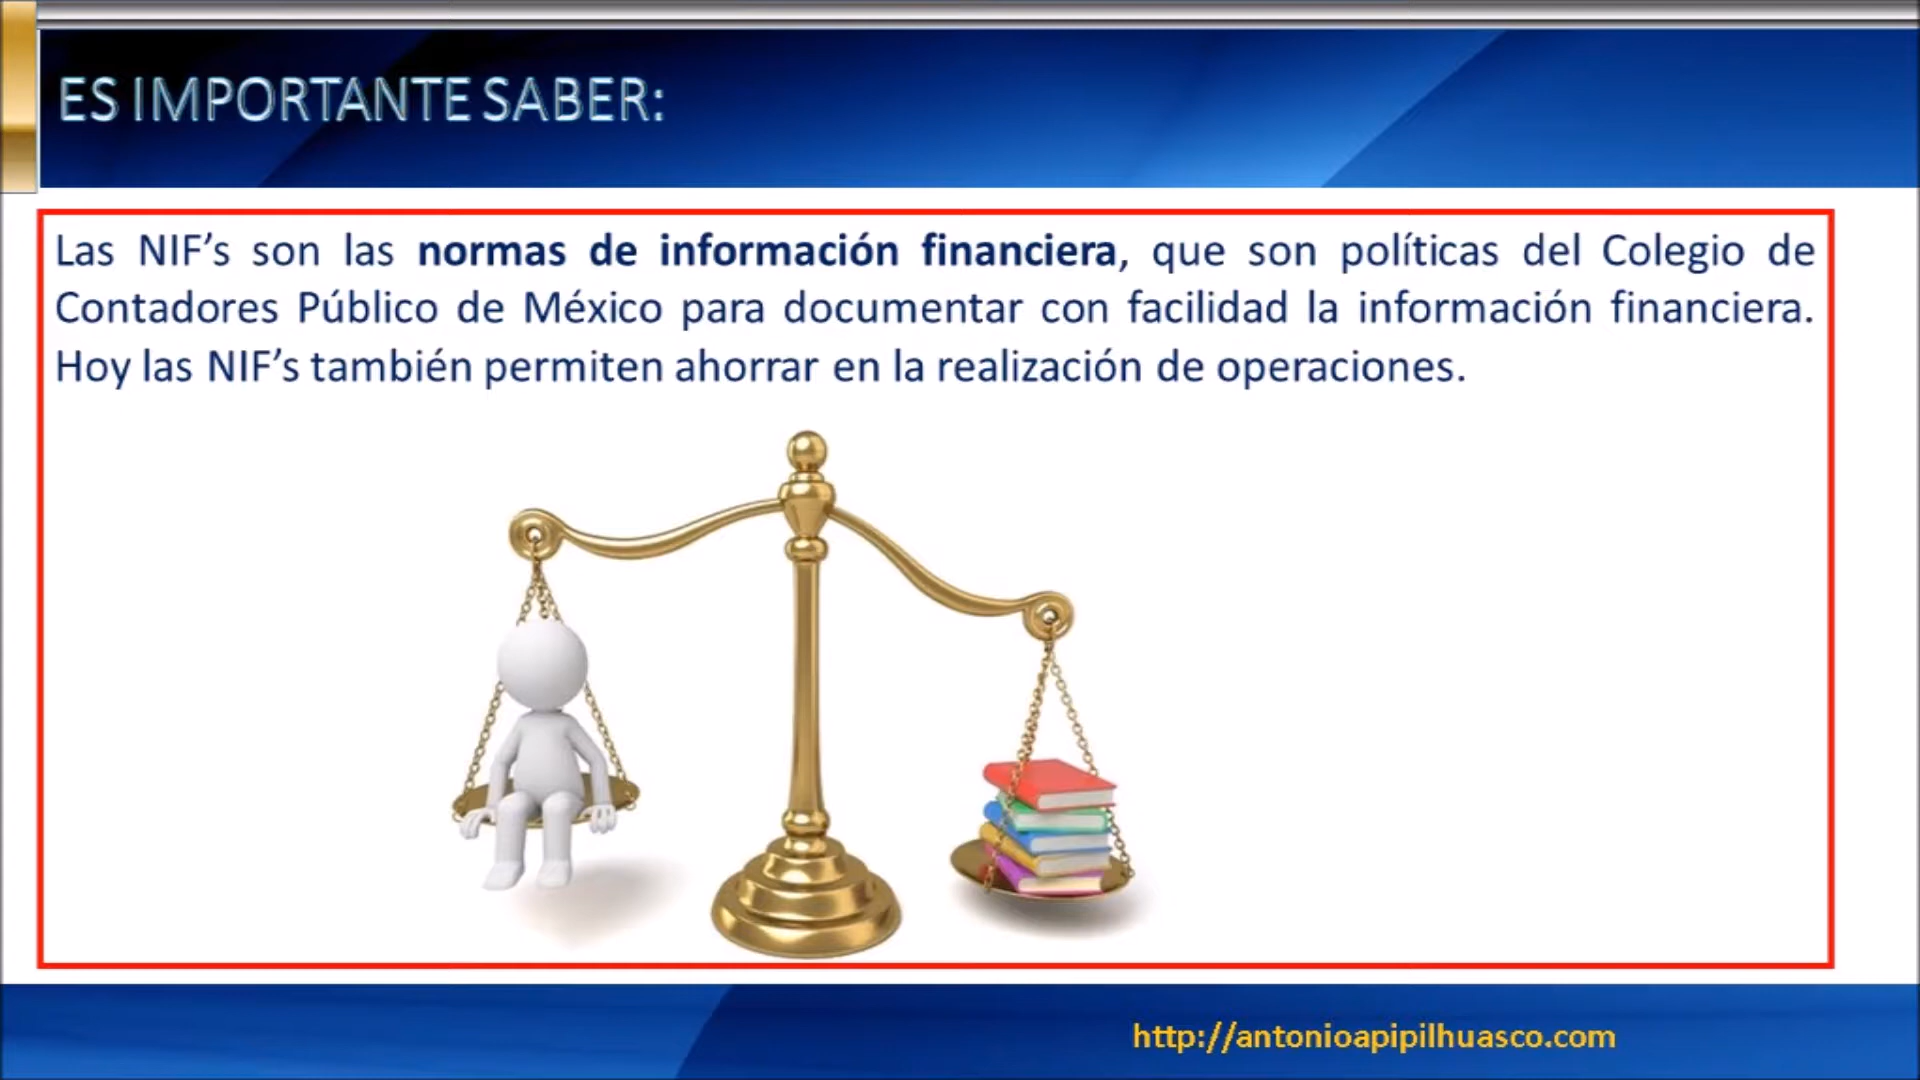 ES IMPORTANTE SABER:
Las NIF’s son las normas de información financiera, que son políticas del Colegio de
Contadores Público de México para documentar con facilidad la información financiera.
Hoy las NIF’s también permiten ahorrar en la realización de operaciones.
http://antonioapipilhuasco.com